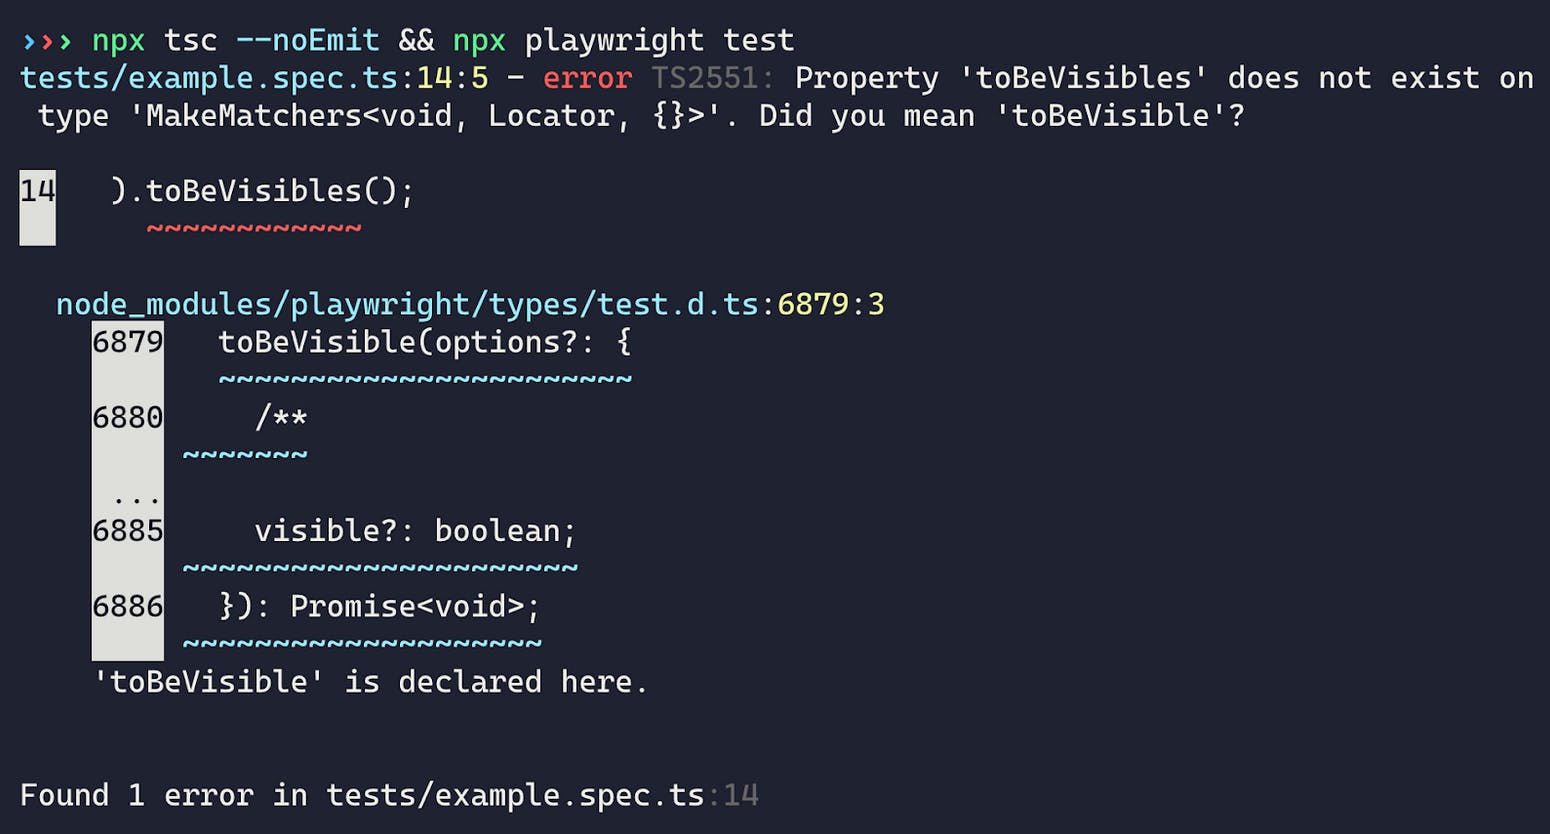 ››› npx tsc --noEmit && npx playwright test
tests/example.spec.ts:14:5 - error TS2551: Property 'toBeVisibles' does not exist on
 type 'MakeMatchers<void, Locator, {}>'. Did you mean 'toBeVisible'?
14   ).toBeVisibles();
       ~~~~~~~~~~~~
  node_modules/playwright/types/test.d.ts:6879:3
    6879   toBeVisible(options?: {
           ~~~~~~~~~~~~~~~~~~~~~~~
    6880     /**
         ~~~~~~~
     ...
    6885     visible?: boolean;
         ~~~~~~~~~~~~~~~~~~~~~~
    6886   }): Promise<void>;
         ~~~~~~~~~~~~~~~~~~~~
    'toBeVisible' is declared here.
Found 1 error in tests/example.spec.ts:14